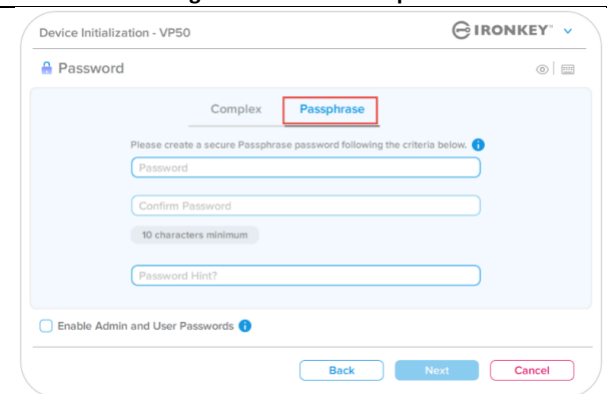 Device Initialization - VP50
IRONKEY™
Password
Complex
Passphrase
Please create a secure Passphrase password following the criteria below.
Password
Confirm Password
10 characters minimum
Password Hint?
Enable Admin and User Passwords
Back
Next
Cancel